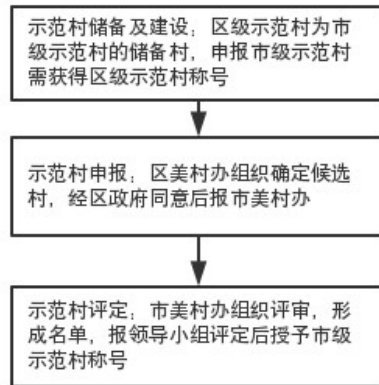 示范村储备及建设；区级示范村为市
级示范村的储备村，申报市级示范村
需获得区级示范村称号
示范村申报；区美村办组织确定候选
村，经区政府同意后报市美村办
示范村评定；市美村办组织评审，形
成名单，报领导小组评定后授予市级
示范村称号